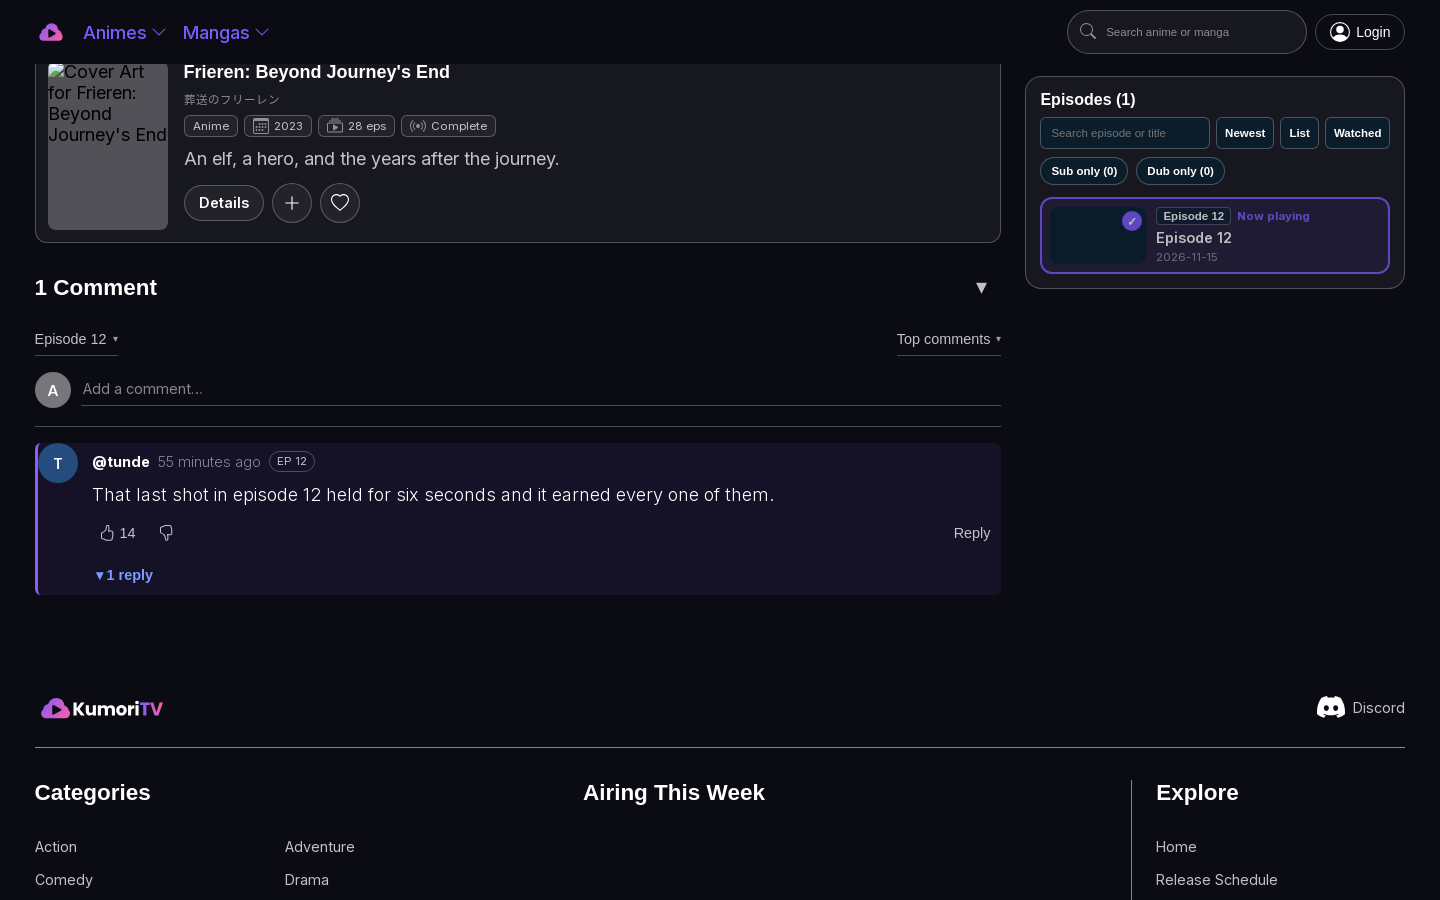 Animes
Mangas
Search anime or manga
Login
Cover Art
for Frieren:
Beyond
Journey's End
Frieren: Beyond Journey's End
葬送のフリーレン
Anime
2023
28 eps
Complete
An elf, a hero, and the years after the journey.
Details
Episodes (1)
Search episode or title
Newest
List
Watched
Sub only (0)
Dub only (0)
✓
Episode 12
Now playing
Episode 12
2026-11-15
1 Comment
▼
Episode 12 ▾
Top comments ▾
A
Add a comment...
T
@tunde 55 minutes ago EP 12
That last shot in episode 12 held for six seconds and it earned every one of them.
14
Reply
▾ 1 reply
KumoriTV
Discord
Categories
Action
Adventure
Comedy
Drama
Airing This Week
Explore
Home
Release Schedule